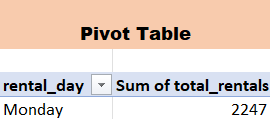 Pivot Table
rental_day Sum of total_rentals
Monday 2247